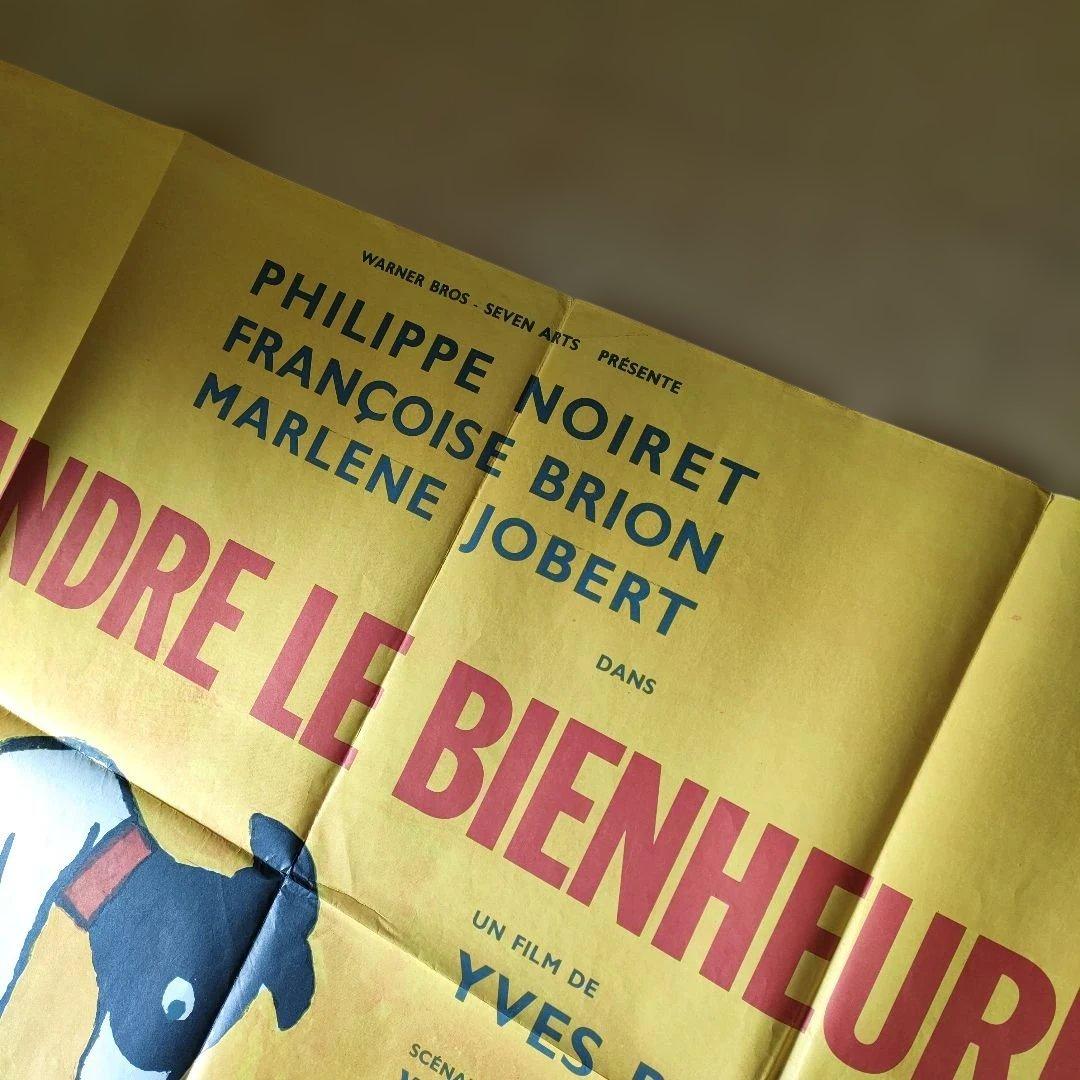 WARNER BROS - SEVEN ARTS PRÉSENTE
PHILIPPE NOIRET
FRANÇOISE BRION
MARLENE JOBERT
DANS
NDRE LE BIENHEUR
UN FILM DE
YVES